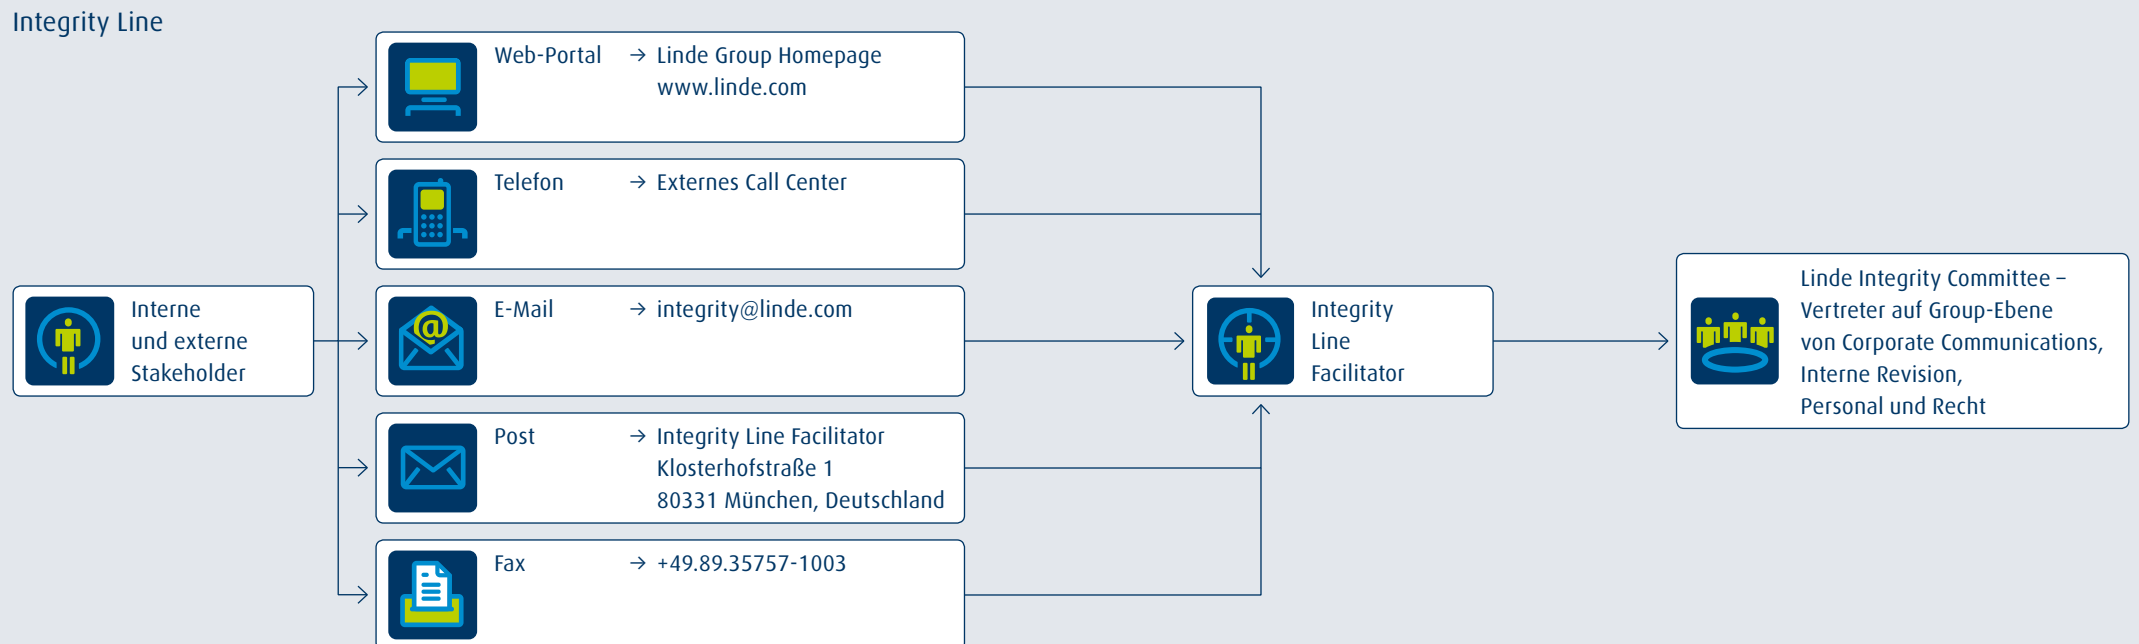 Integrity Line
Web-Portal → Linde Group Homepage
www.linde.com
Telefon → Externes Call Center
Interne
und externe
Stakeholder
E-Mail → integrity@linde.com
Post → Integrity Line Facilitator
Klosterhofstraße 1
80331 München, Deutschland
Fax → +49.89.35757-1003
Integrity
Line
Facilitator
Linde Integrity Committee –
Vertreter auf Group-Ebene
von Corporate Communications,
Interne Revision,
Personal und Recht